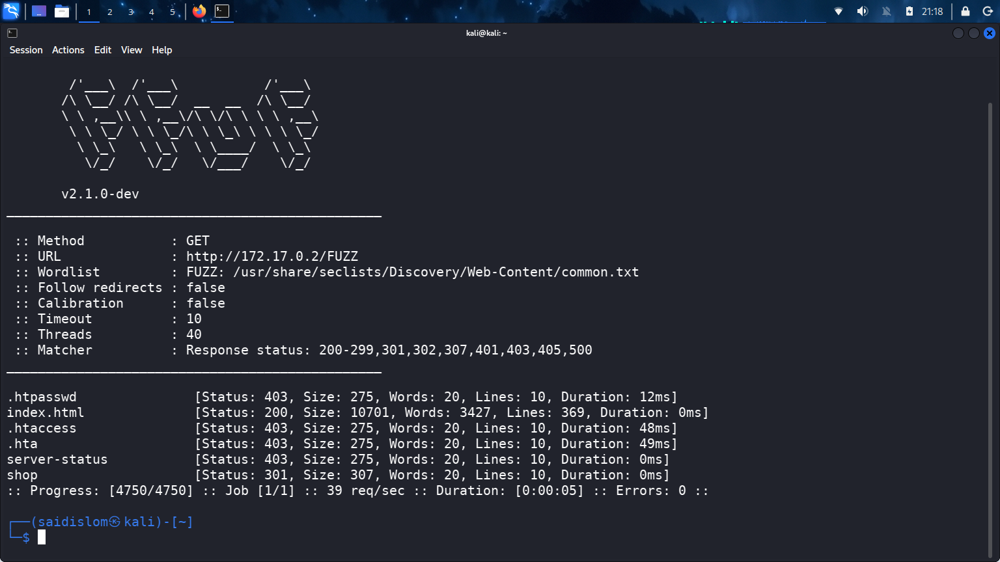 1 2 3 4 5 21:18
kali@kali: ~
Session Actions Edit View Help
        /'___\  /'___\           /'___\
       /\ \__/ /\ \__/  __  __  /\ \__/
       \ \ ,__\\ \ ,__\/\ \/\ \ \ \ ,__\
        \ \ \_/ \ \ \_/\ \ \_\ \ \ \ \_/
         \ \_\   \ \_\  \ \____/  \ \_\
          \/_/    \/_/   \/___/    \/_/
       v2.1.0-dev
________________________________________________
 :: Method           : GET
 :: URL              : http://172.17.0.2/FUZZ
 :: Wordlist         : FUZZ: /usr/share/seclists/Discovery/Web-Content/common.txt
 :: Follow redirects : false
 :: Calibration      : false
 :: Timeout          : 10
 :: Threads          : 40
 :: Matcher          : Response status: 200-299,301,302,307,401,403,405,500
________________________________________________
.htpasswd               [Status: 403, Size: 275, Words: 20, Lines: 10, Duration: 12ms]
index.html              [Status: 200, Size: 10701, Words: 3427, Lines: 369, Duration: 0ms]
.htaccess               [Status: 403, Size: 275, Words: 20, Lines: 10, Duration: 48ms]
.hta                    [Status: 403, Size: 275, Words: 20, Lines: 10, Duration: 49ms]
server-status           [Status: 403, Size: 275, Words: 20, Lines: 10, Duration: 0ms]
shop                    [Status: 301, Size: 307, Words: 20, Lines: 10, Duration: 0ms]
:: Progress: [4750/4750] :: Job [1/1] :: 39 req/sec :: Duration: [0:00:05] :: Errors: 0 ::
┌──(saidislom㉿kali)-[~]
└─$